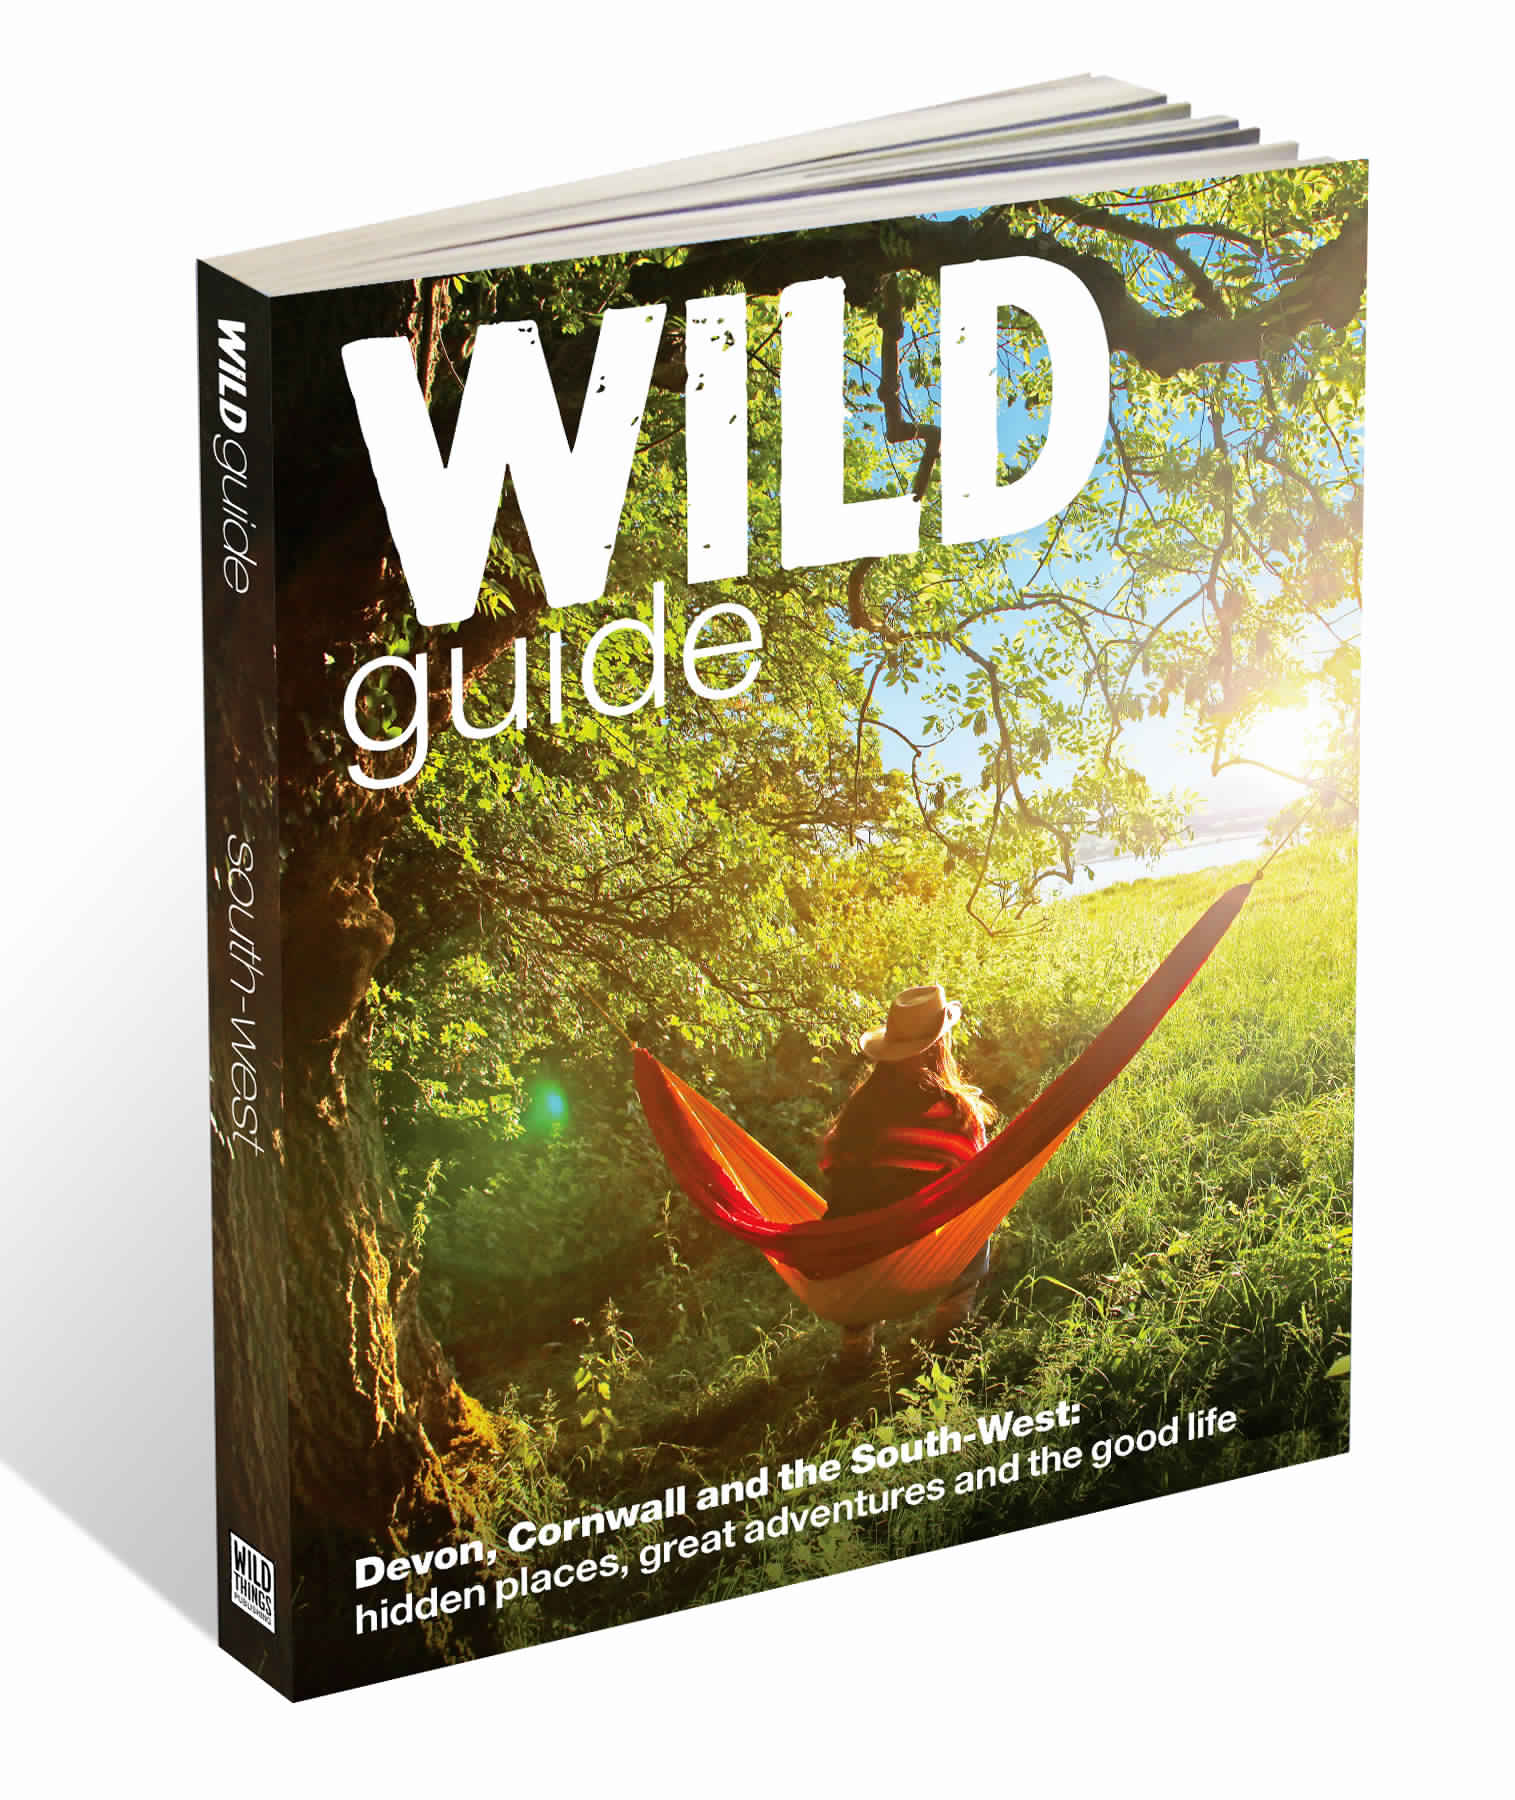 WILD
guide
Devon, Cornwall and the South-West:
hidden places, great adventures and the good life
WILD guide
south-west
WILD
THINGS
PUBLISHING